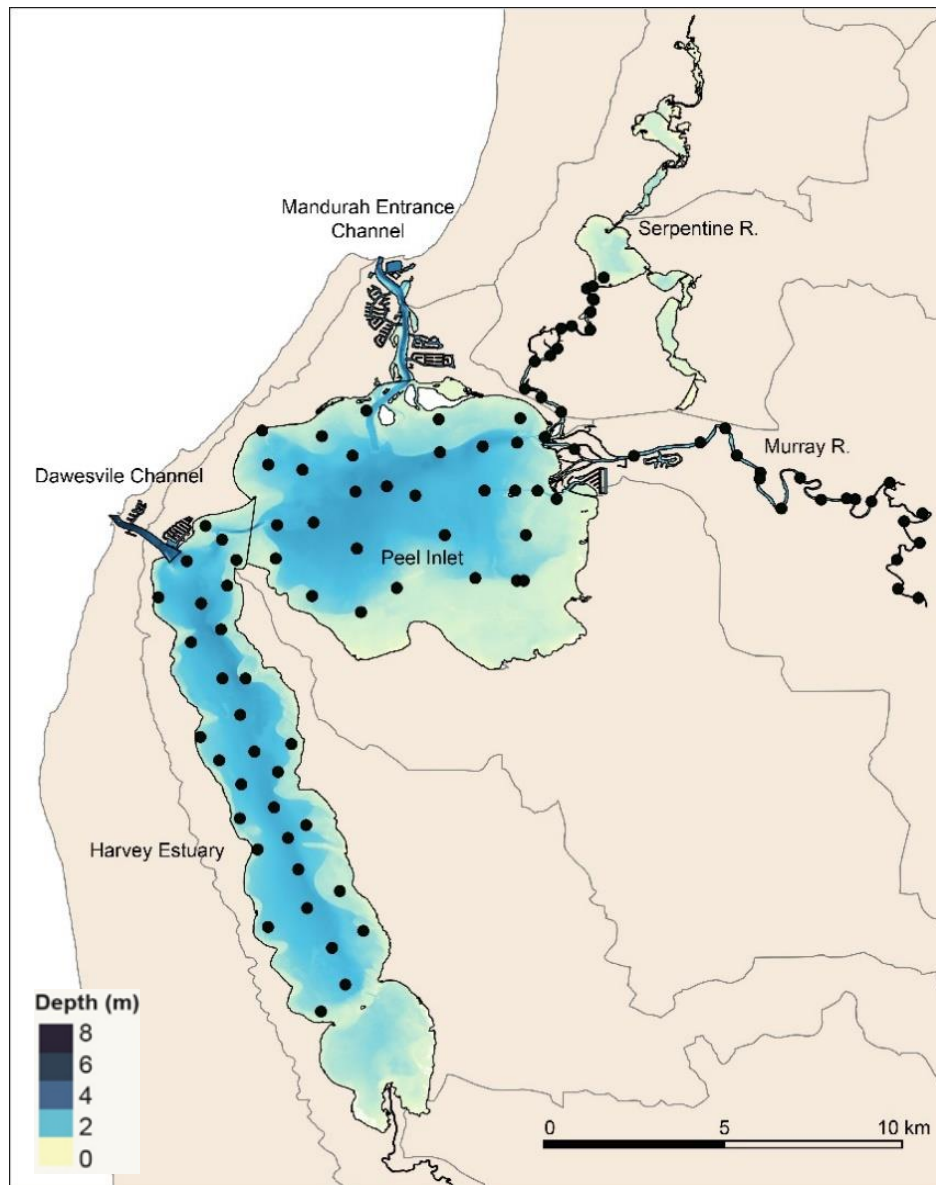 Mandurah Entrance
Channel
Serpentine R.
Dawesville Channel
Murray R.
Peel Inlet
Harvey Estuary
Depth (m)
8
6
4
2
0
0 5 10 km